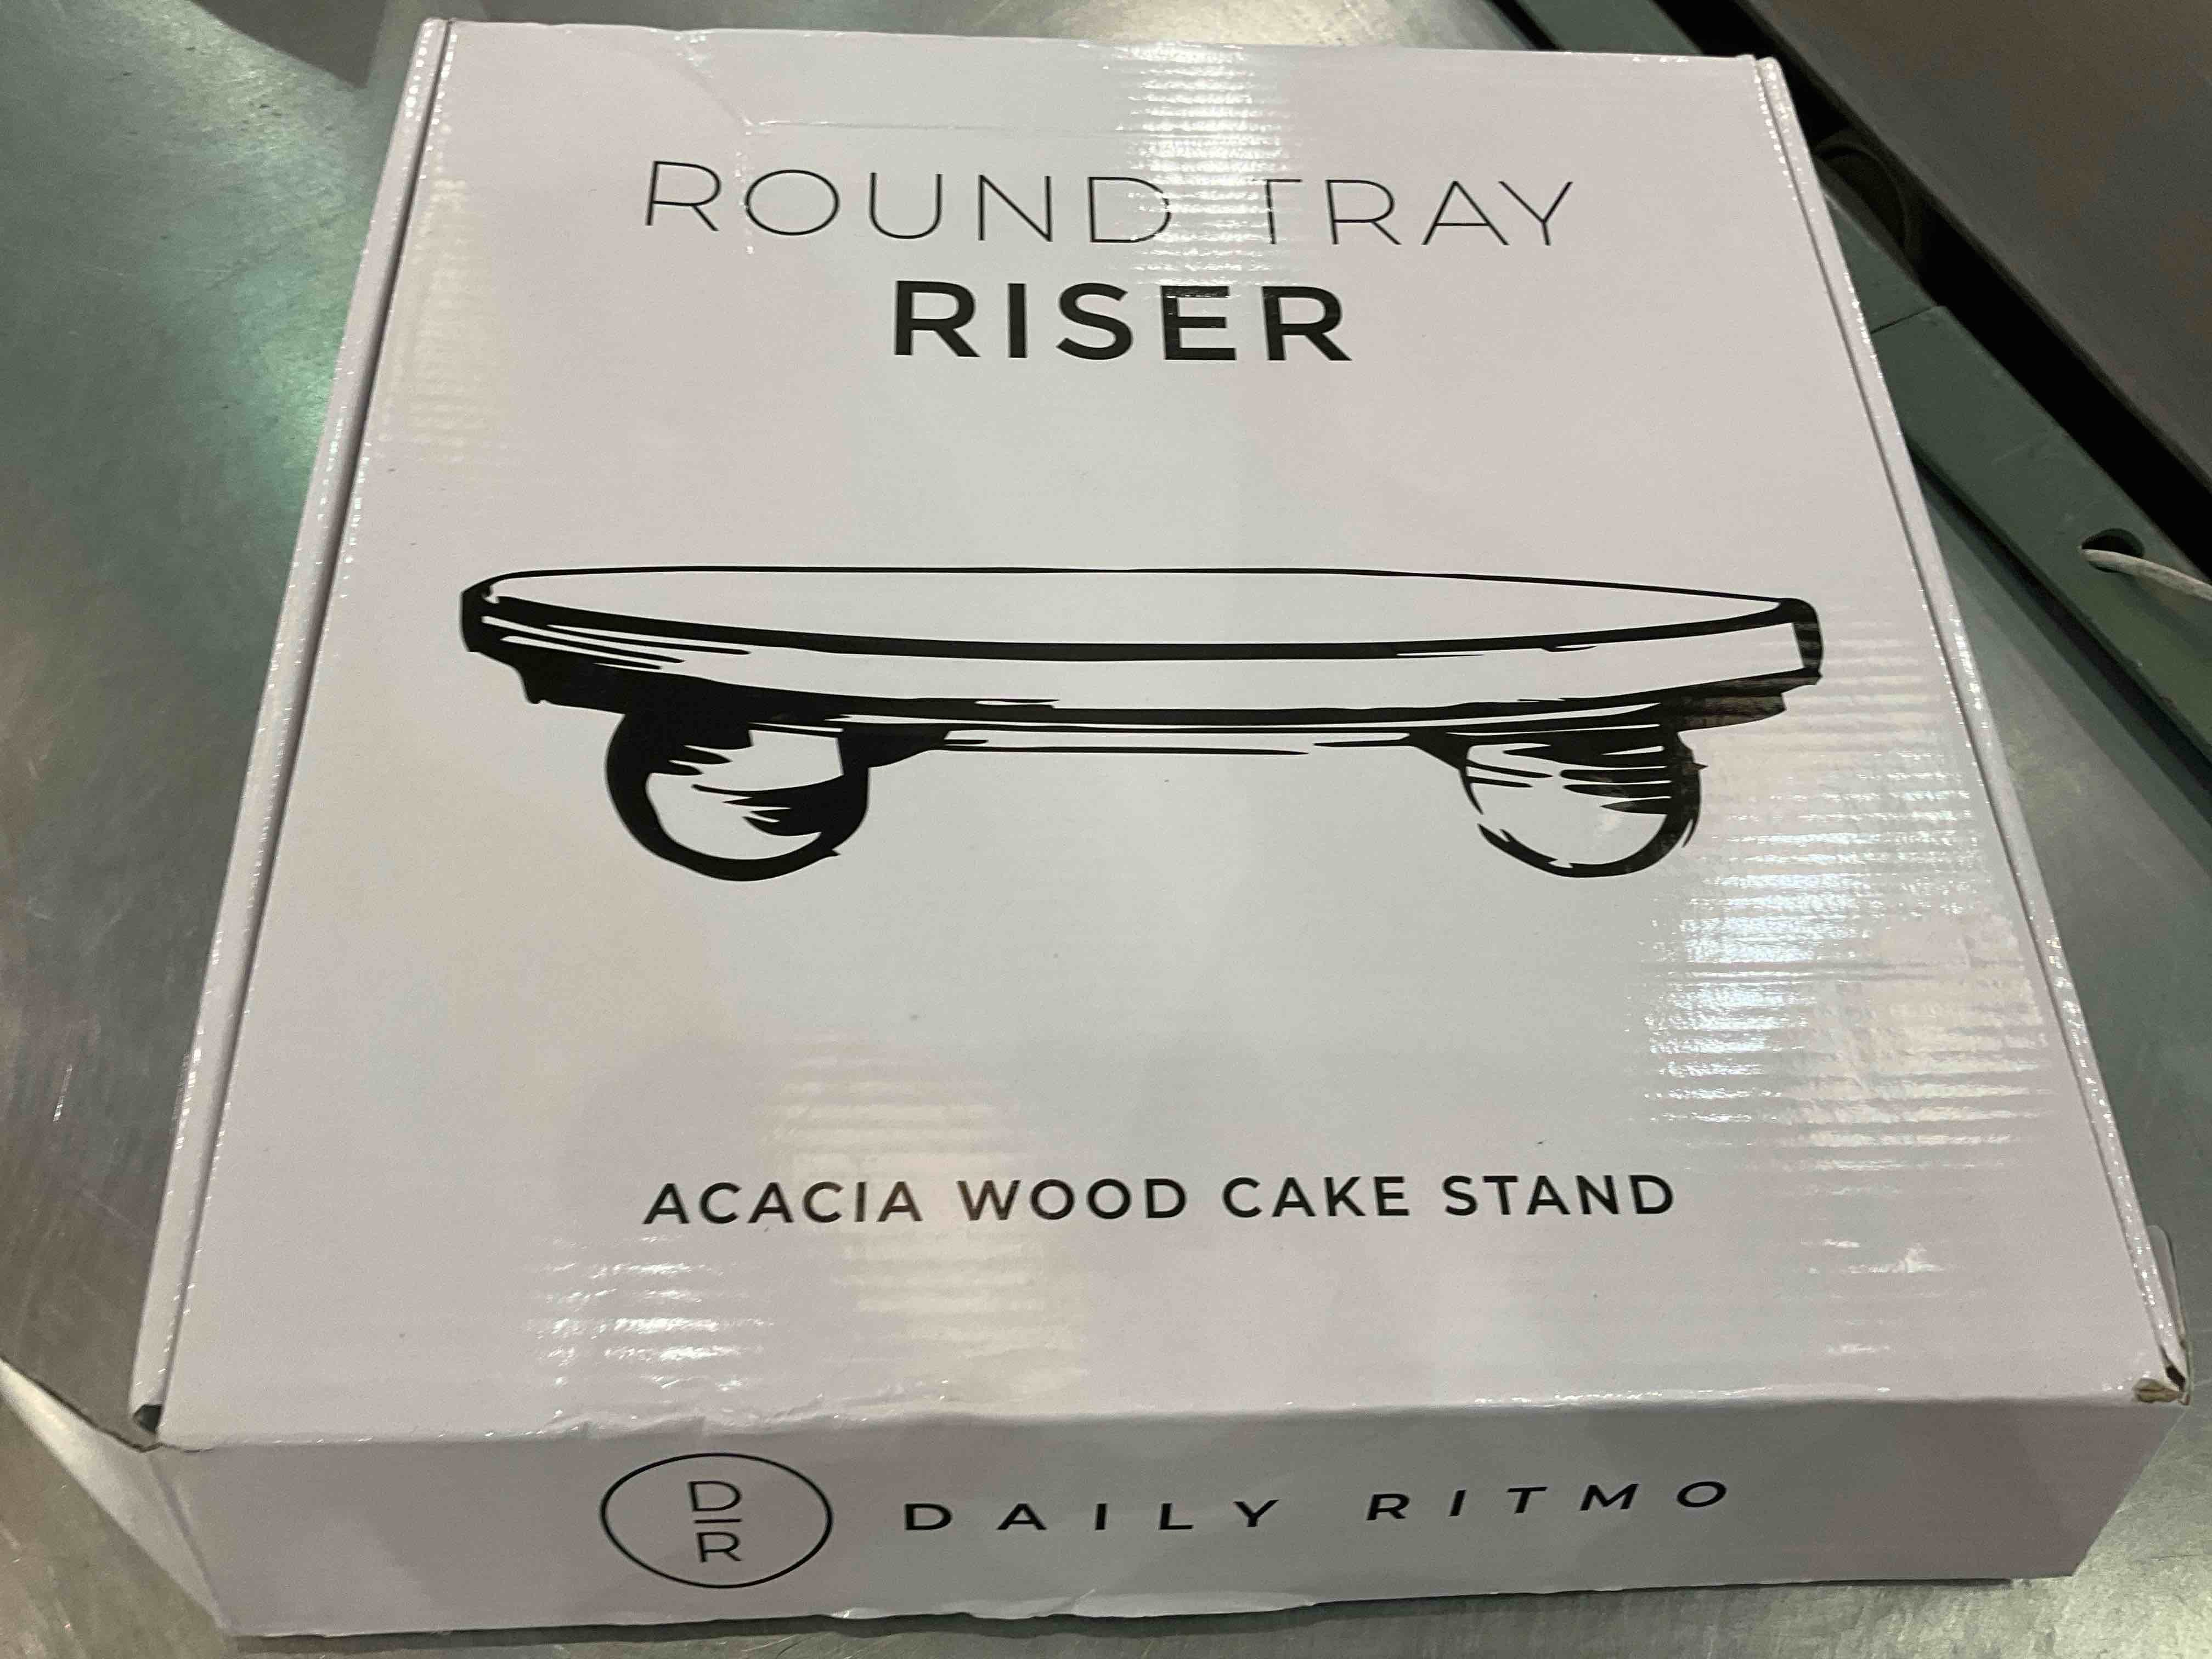 ROUND TRAY
RISER
ACACIA WOOD CAKE STAND
D
R
DAILY RITMO